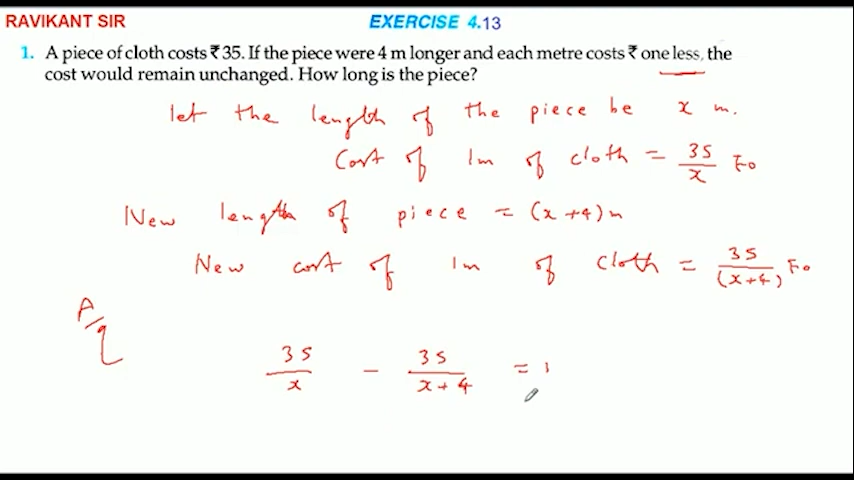 RAVIKANT SIR
EXERCISE 4.13
1. A piece of cloth costs ₹ 35. If the piece were 4 m longer and each metre costs ₹ one less, the
cost would remain unchanged. How long is the piece?
let the length of the piece be x m.
Cost of 1m of cloth = 35/x
New length of piece = (x+4) m
New cost of 1m of cloth = 35/(x+4)
A/q
35/x - 35/x+4 = 1